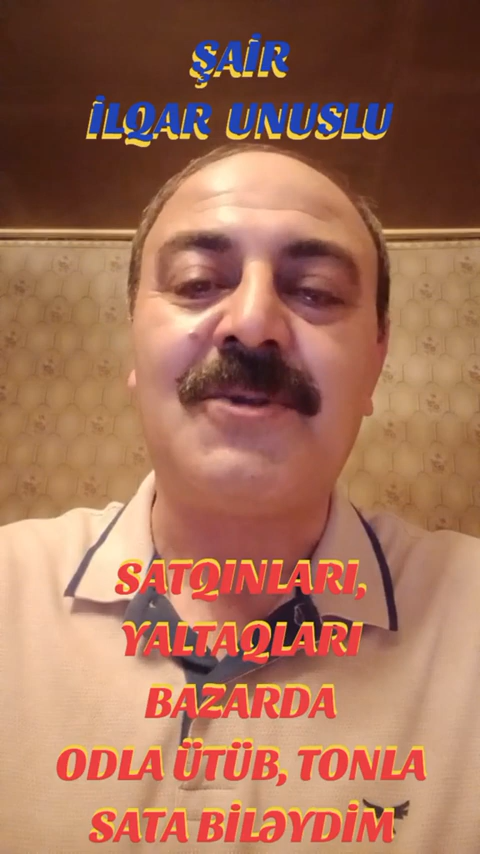 ŞAİR
İLQAR UNUSLU
SATQINLARI,
YALTAQLARI
BAZARDA
ODLA ÜTÜB, TONLA
SATA BİLƏYDİM